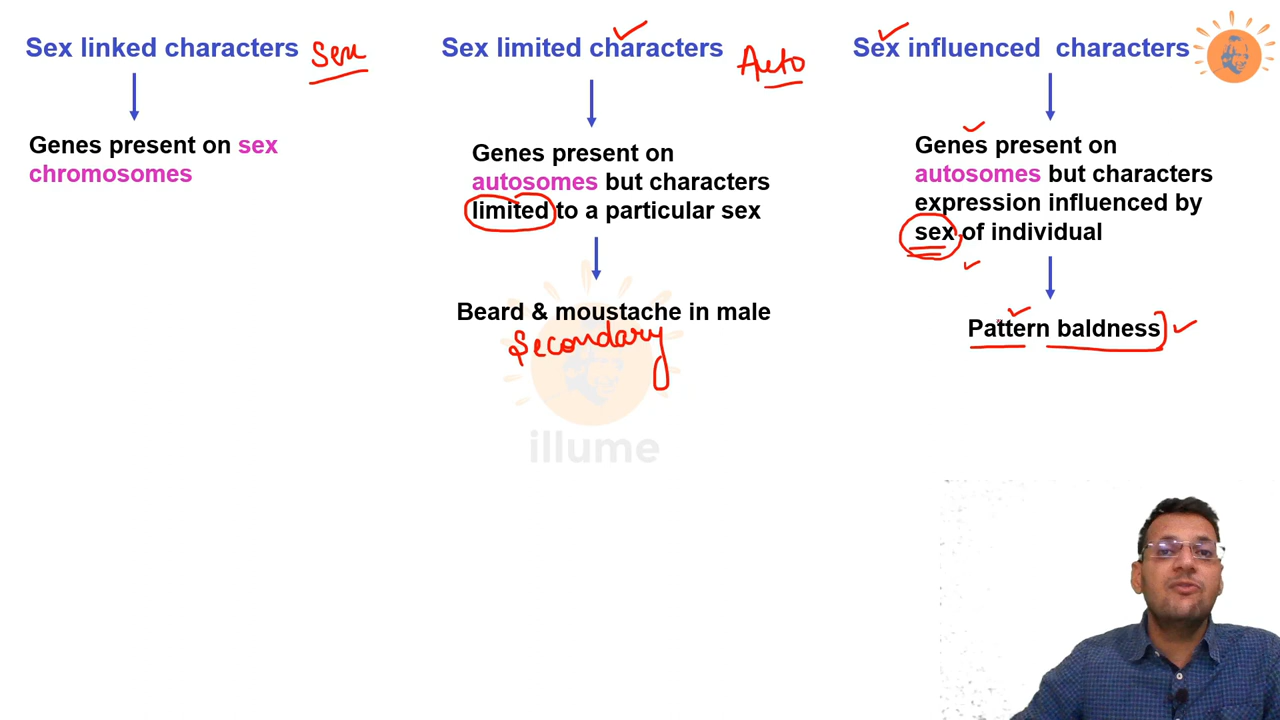 Sex linked characters
Sex
Genes present on sex
chromosomes
Sex limited characters
Auto
Genes present on
autosomes but characters
limited to a particular sex
Beard & moustache in male
Secondary
Sex influenced characters
Genes present on
autosomes but characters
expression influenced by
sex of individual
Pattern baldness
illume